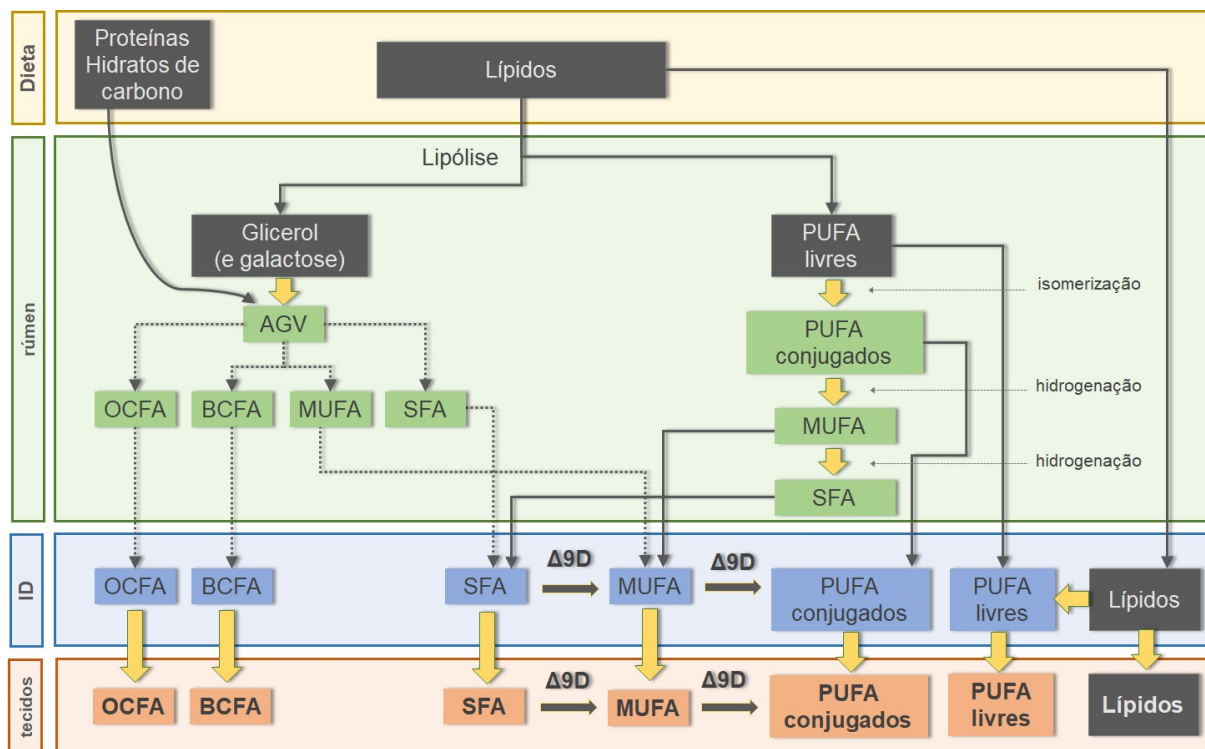 Dieta
Proteínas
Hidratos de
carbono
Lípidos
rúmen
Lipólise
Glicerol
(e galactose)
PUFA
livres
isomerização
AGV
PUFA
conjugados
hidrogenação
OCFA
BCFA
MUFA
SFA
MUFA
hidrogenação
SFA
ID
OCFA
BCFA
SFA
Δ9D
MUFA
Δ9D
PUFA
conjugados
PUFA
livres
Lípidos
tecidos
OCFA
BCFA
SFA
Δ9D
MUFA
Δ9D
PUFA
conjugados
PUFA
livres
Lípidos